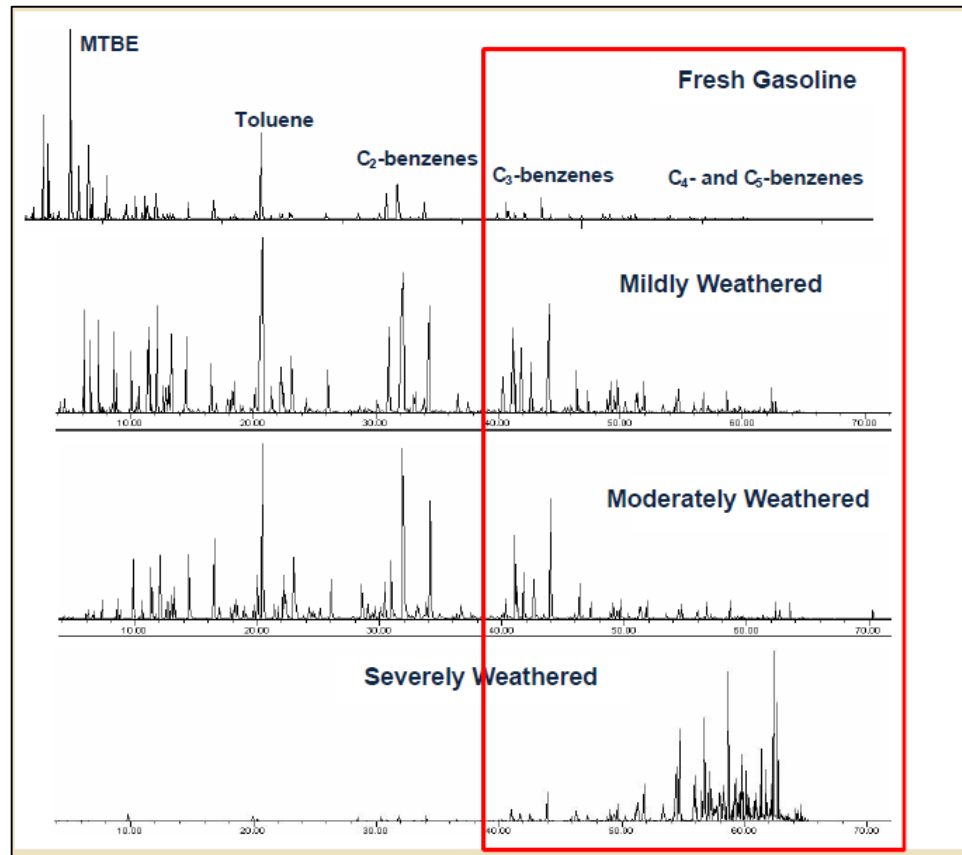 MTBE
Fresh Gasoline
Toluene
C₂-benzenes
C₃-benzenes
C₄- and C₅-benzenes
Mildly Weathered
10.00 20.00 30.00 40.00 50.00 60.00 70.00
Moderately Weathered
10.00 20.00 30.00 40.00 50.00 60.00 70.00
Severely Weathered
10.00 20.00 30.00 40.00 50.00 60.00 70.00